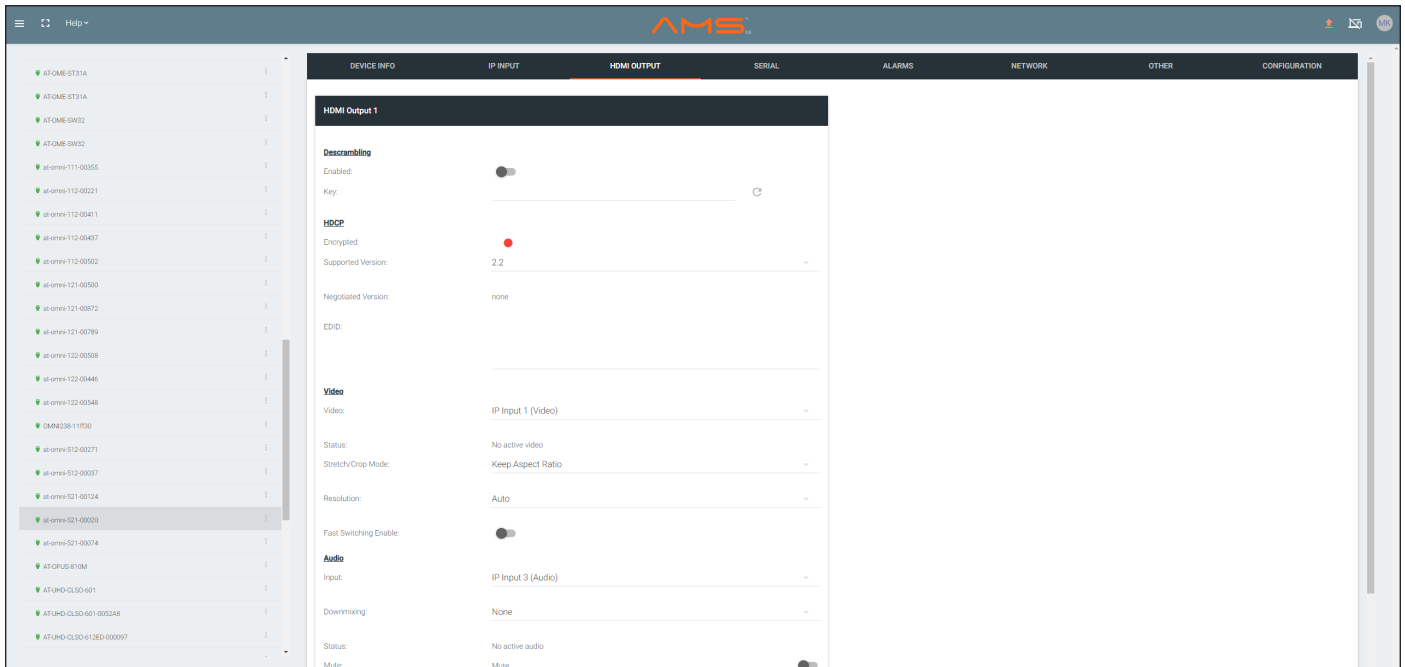 Help
AMS
MK
AT-OME-ST31A
AT-OME-ST31A
AT-OME-SW32
AT-OME-SW32
at-omni-111-00355
at-omni-112-00221
at-omni-112-00411
at-omni-112-00437
at-omni-112-00502
at-omni-121-00500
at-omni-121-00872
at-omni-121-00789
at-omni-122-00508
at-omni-122-00446
at-omni-122-00548
OMNI238-11ff30
at-omni-512-00271
at-omni-512-00037
at-omni-521-00124
at-omni-521-00020
at-omni-521-00074
AT-OPUS-810M
AT-UHD-CLSO-601
AT-UHD-CLSO-601-0052A8
AT-UHD-CLSO-612ED-000097
DEVICE INFO IP INPUT HDMI OUTPUT SERIAL ALARMS NETWORK OTHER CONFIGURATION
HDMI Output 1
Descrambling
Enabled:
Key:
HDCP
Encrypted:
Supported Version: 2.2
Negotiated Version: none
EDID:
Video
Video: IP Input 1 (Video)
Status: No active video
Stretch/Crop Mode: Keep Aspect Ratio
Resolution: Auto
Fast Switching Enable:
Audio
Input: IP Input 3 (Audio)
Downmixing: None
Status: No active audio
Mute: Mute